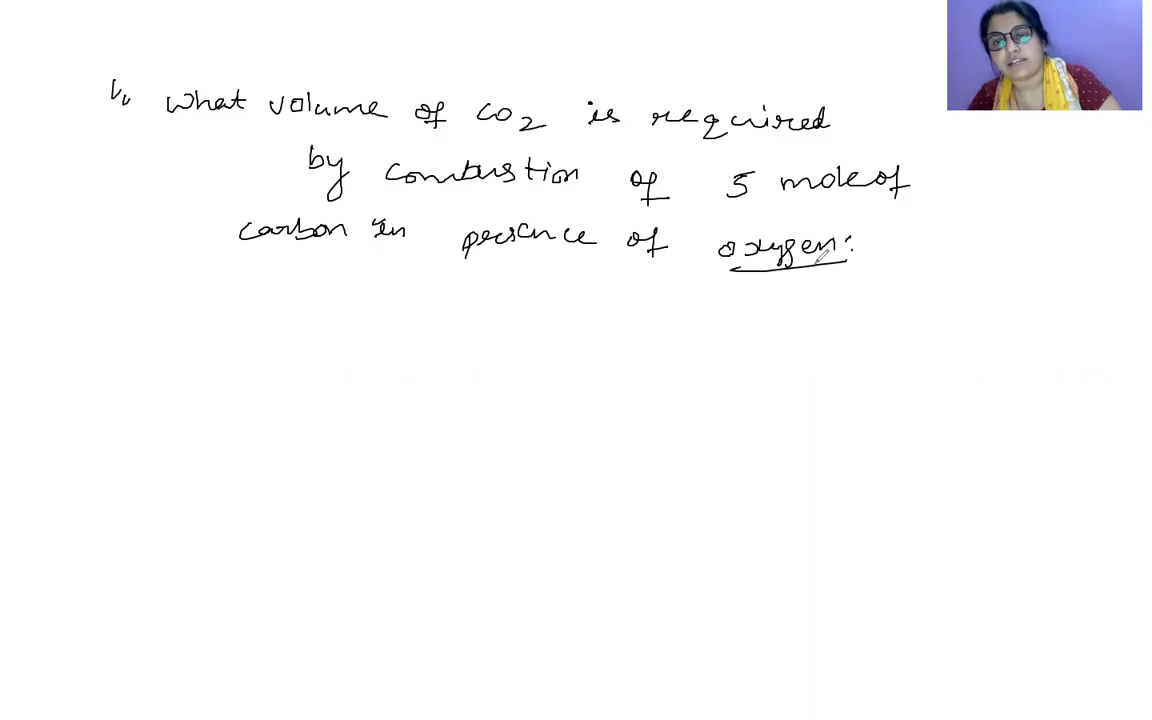 1. What volume of CO2 is required
by combustion of 5 mole of
carbon in presence of oxygen: